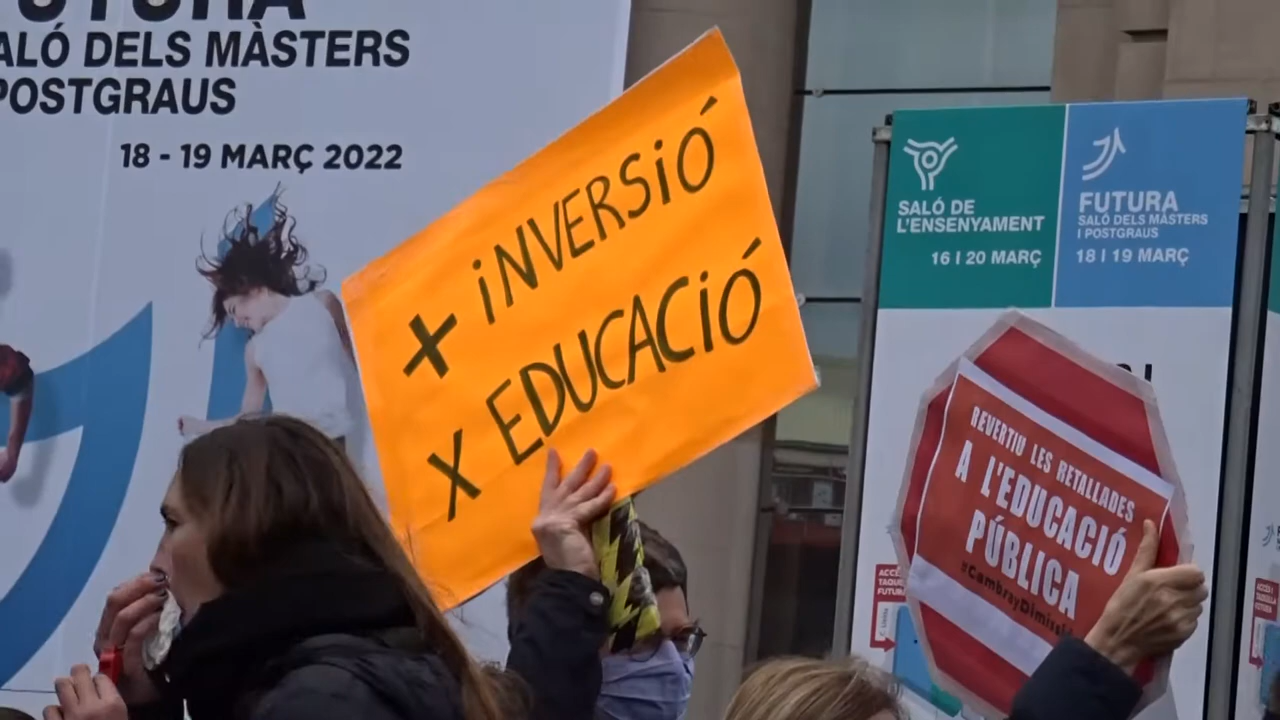 FUTURA
SALÓ DELS MÀSTERS
POSTGRAUS
18 - 19 MARÇ 2022
+ iNVERSiÓ
X EDUCACiÓ
SALÓ DE
L'ENSENYAMENT
16 I 20 MARÇ
FUTURA
SALÓ DELS MÀSTERS
I POSTGRAUS
18 I 19 MARÇ
REVERTIU LES RETALLADES
A L'EDUCACIÓ
PÚBLICA
#CambrayDimissió